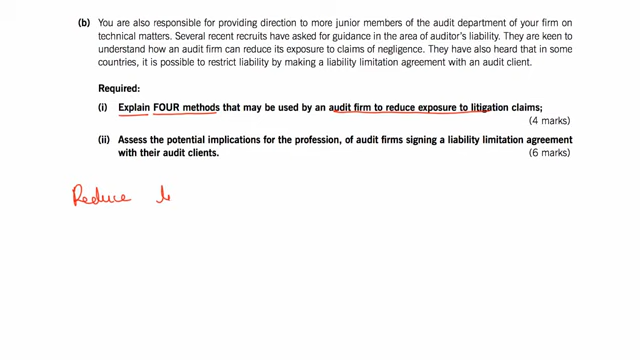 (b) You are also responsible for providing direction to more junior members of the audit department of your firm on
technical matters. Several recent recruits have asked for guidance in the area of auditor's liability. They are keen to
understand how an audit firm can reduce its exposure to claims of negligence. They have also heard that in some
countries, it is possible to restrict liability by making a liability limitation agreement with an audit client.
Required:
(i) Explain FOUR methods that may be used by an audit firm to reduce exposure to litigation claims;
(4 marks)
(ii) Assess the potential implications for the profession, of audit firms signing a liability limitation agreement
with their audit clients. (6 marks)
Reduce